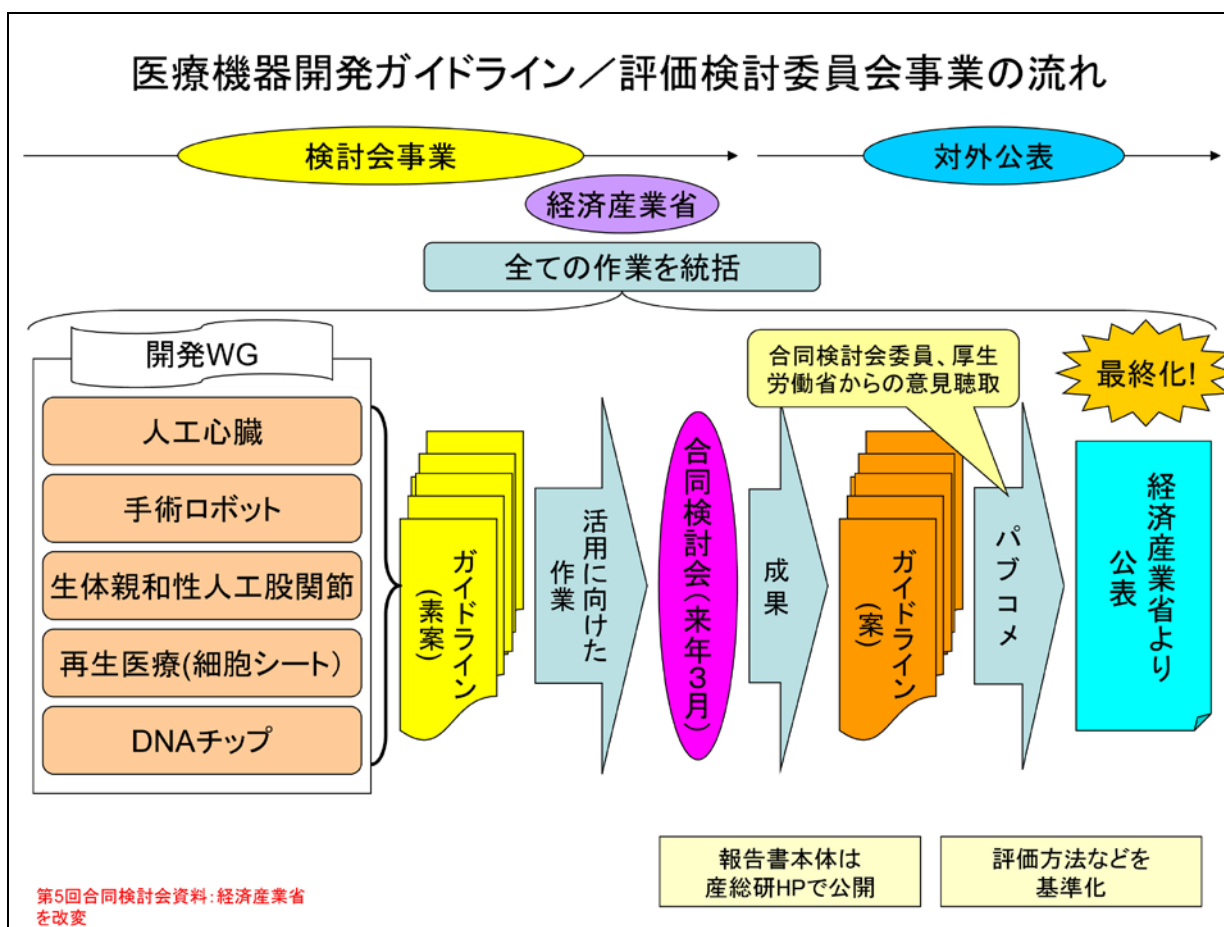 医療機器開発ガイドライン／評価検討委員会事業の流れ
検討会事業
対外公表
経済産業省
全ての作業を統括
開発WG
人工心臓
手術ロボット
生体親和性人工股関節
再生医療(細胞シート)
DNAチップ
ガイドライン
(素案)
活用に向けた
作業
合同検討会(来年3月)
成果
合同検討会委員、厚生
労働省からの意見聴取
ガイドライン
(案)
パブコメ
最終化!
経済産業省より
公表
報告書本体は
産総研HPで公開
評価方法などを
基準化
第5回合同検討会資料:経済産業省
を改変